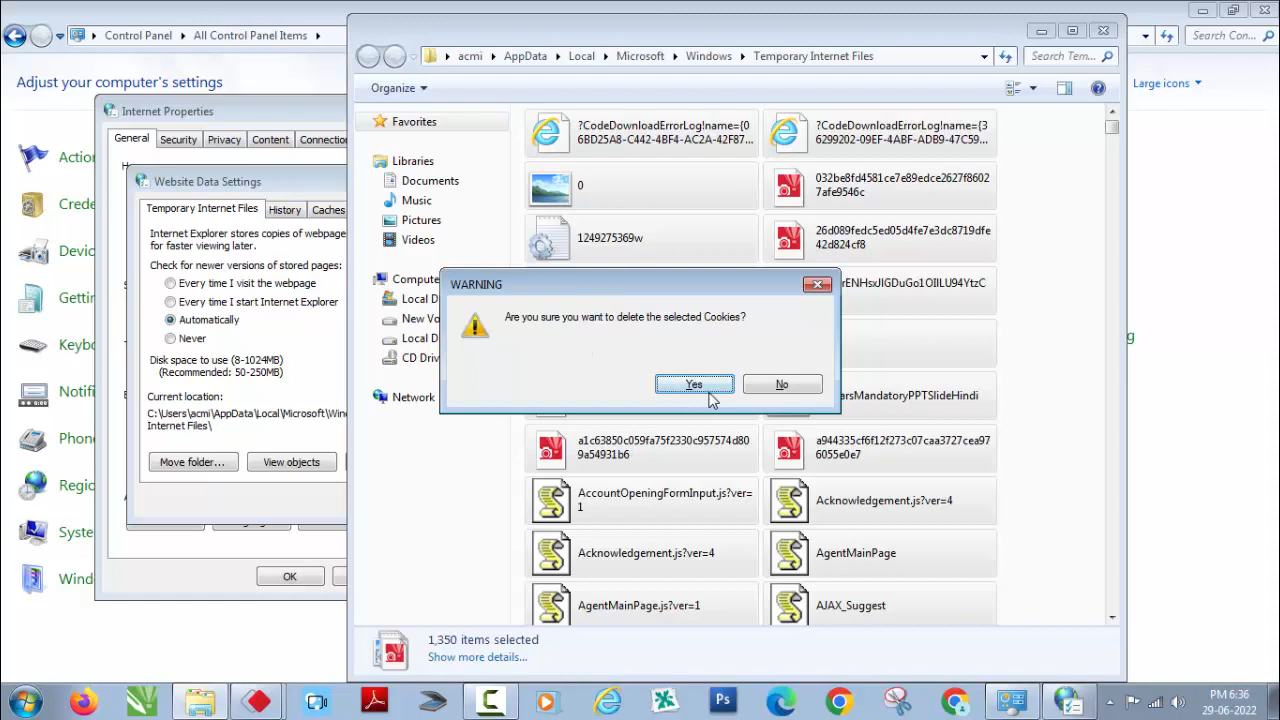 Control Panel
All Control Panel Items
Search Con...
Adjust your computer's settings
Large icons
acmi
AppData
Local
Microsoft
Windows
Temporary Internet Files
Search Tem...
Organize
Internet Properties
General
Security
Privacy
Content
Connection
Website Data Settings
Temporary Internet Files
History
Caches
Internet Explorer stores copies of webpage
for faster viewing later.
Check for newer versions of stored pages:
Every time I visit the webpage
Every time I start Internet Explorer
Automatically
Never
Disk space to use (8-1024MB)
(Recommended: 50-250MB)
Current location:
C:\Users\acmi\AppData\Local\Microsoft\Wind
Internet Files\
Move folder...
View objects
OK
Action
Crede
Devic
Getti
Keybo
Notifi
Phon
Regio
Syste
Windo
Favorites
Libraries
Documents
Music
Pictures
Videos
Compute
Local D
New Vo
Local D
CD Driv
Network
?CodeDownloadErrorLog!name={0
6BD25A8-C442-4BF4-AC2A-42F87...
?CodeDownloadErrorLog!name={3
6299202-09EF-4AFB-ADB9-47C59...
0
032be8fd4581ce7e89edce2627f8602
7afe9546c
1249275369w
26d089fedc5ed05d4fe7e3dc8719dfe
42d824cf8
rENHsxJIGDuGo1OIILU94YtzC
arsMandatoryPPTSlideHindi
a1c63850c059fa75f2330c957574d80
9a54931b6
a944335cf6f12f273c07caa3727cea97
6055e0e7
AccountOpeningFormInput.js?ver=
1
Acknowledgement.js?ver=4
Acknowledgement.js?ver=4
AgentMainPage
AgentMainPage.js?ver=1
AJAX_Suggest
WARNING
Are you sure you want to delete the selected Cookies?
Yes
No
1,350 items selected
Show more details...
Ps
PM 6:36
29-06-2022